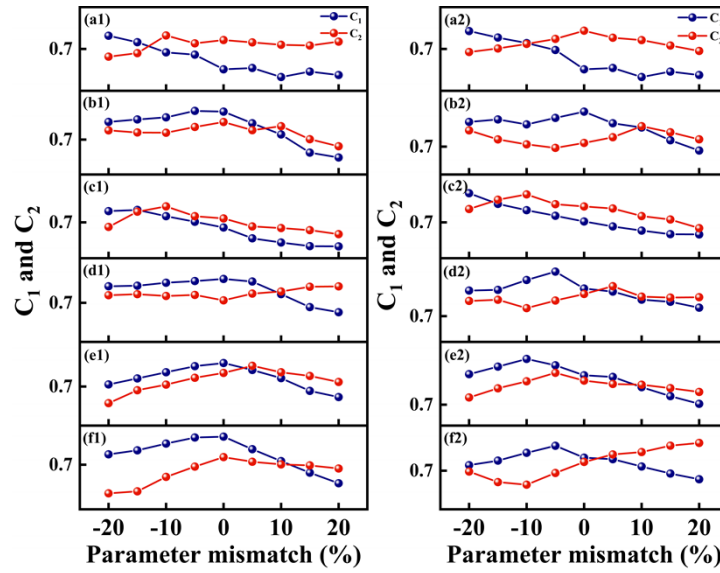 (a1)
C₁
C₂
0.7
(b1)
0.7
(c1)
0.7
(d1)
0.7
(e1)
0.7
(f1)
0.7
-20 -10 0 10 20
Parameter mismatch (%)
C₁ and C₂
(a2)
C
C
0.7
(b2)
0.7
(c2)
0.7
(d2)
0.7
(e2)
0.7
(f2)
0.7
-20 -10 0 10 20
Parameter mismatch (%)
C₁ and C₂